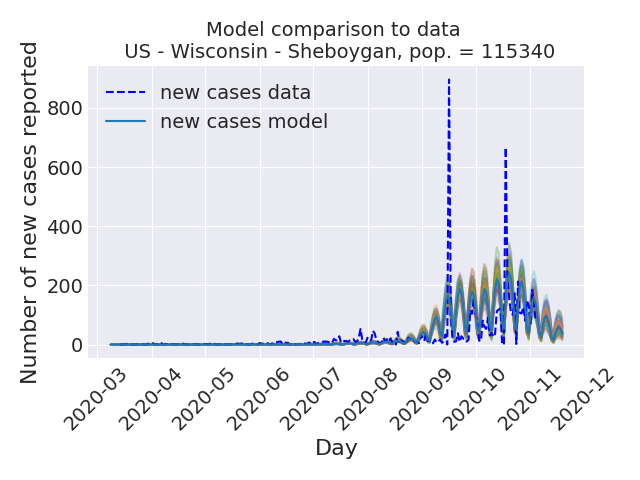 Model comparison to data
US - Wisconsin - Sheboygan, pop. = 115340
Number of new cases reported
new cases data
new cases model
800
600
400
200
0
2020-03
2020-04
2020-05
2020-06
2020-07
2020-08
2020-09
2020-10
2020-11
2020-12
Day